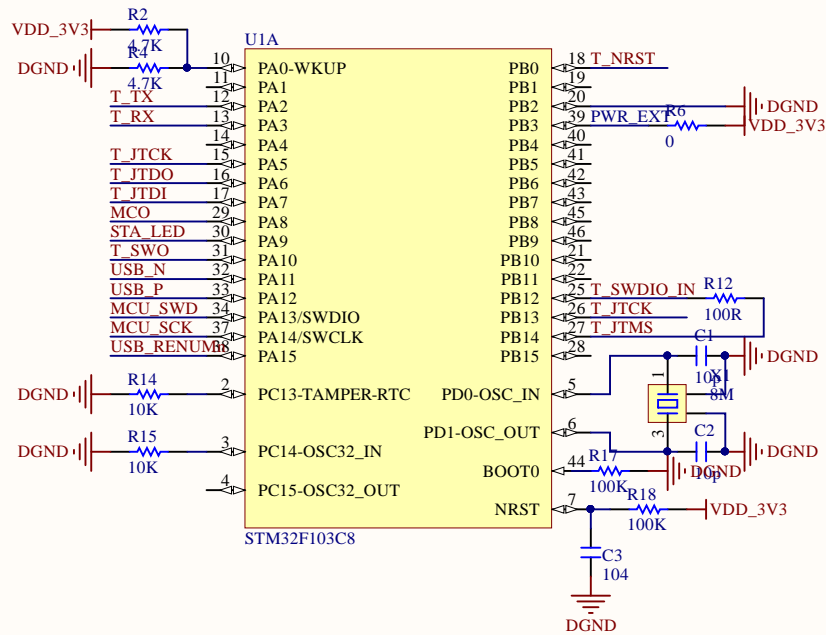 U1A
R2
VDD_3V3
4.7K
R4
DGND
4.7K
10 PA0-WKUP
11 PA1
T_TX 12 PA2
T_RX 13 PA3
14 PA4
T_JTCK 15 PA5
T_JTDO 16 PA6
T_JTDI 17 PA7
MCO 29 PA8
STA_LED 30 PA9
T_SWO 31 PA10
USB_N 32 PA11
USB_P 33 PA12
MCU_SWD 34 PA13/SWDIO
MCU_SCK 37 PA14/SWCLK
USB_RENUM 38 PA15
DGND R14 10K 2 PC13-TAMPER-RTC
DGND R15 10K 3 PC14-OSC32_IN
4 PC15-OSC32_OUT
STM32F103C8
PB0 18 T_NRST
PB1 19
PB2 20 DGND
PB3 39 PWR_EXT R6 0 VDD_3V3
PB4 40
PB5 41
PB6 42
PB7 43
PB8 45
PB9 46
PB10 21
PB11 22
PB12 25 T_SWDIO_IN R12 100R
PB13 26 T_JTCK
PB14 27 T_JTMS
PB15 28
C1 10p DGND
PD0-OSC_IN 5
1 X1 8M
PD1-OSC_OUT 6
3 C2 10p DGND
BOOT0 44 R17 100K DGND
NRST 7 R18 100K VDD_3V3
C3
104
DGND